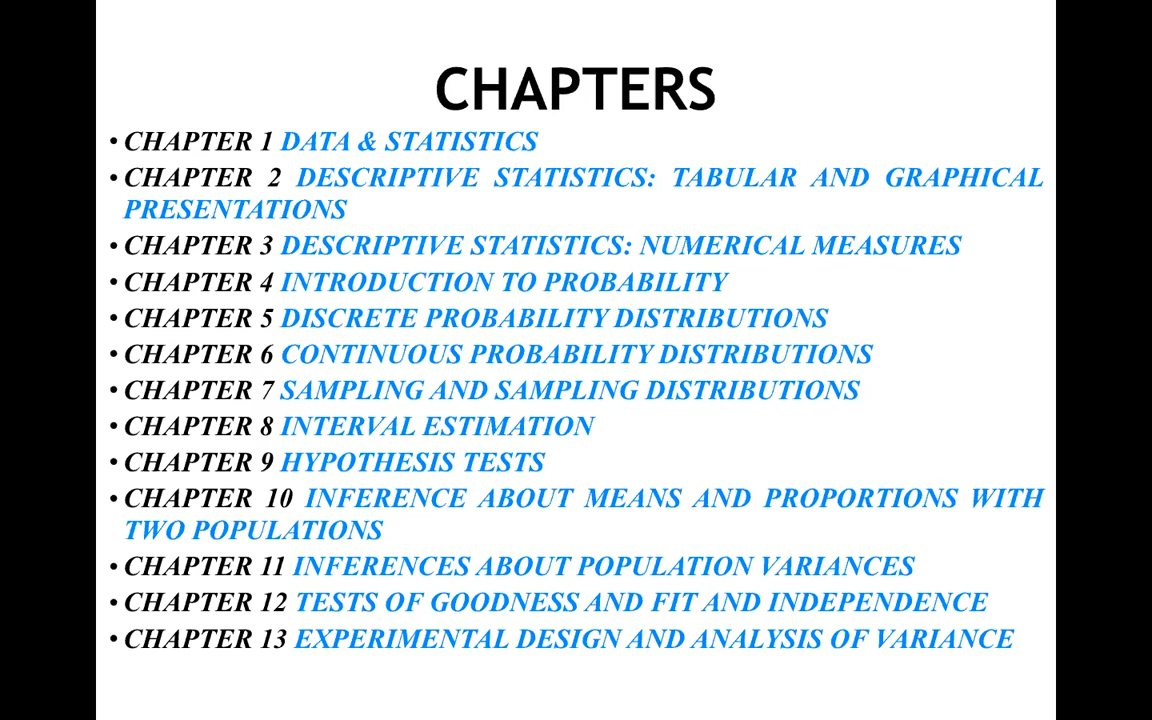 CHAPTERS
• CHAPTER 1 DATA & STATISTICS
• CHAPTER 2 DESCRIPTIVE STATISTICS: TABULAR AND GRAPHICAL
PRESENTATIONS
• CHAPTER 3 DESCRIPTIVE STATISTICS: NUMERICAL MEASURES
• CHAPTER 4 INTRODUCTION TO PROBABILITY
• CHAPTER 5 DISCRETE PROBABILITY DISTRIBUTIONS
• CHAPTER 6 CONTINUOUS PROBABILITY DISTRIBUTIONS
• CHAPTER 7 SAMPLING AND SAMPLING DISTRIBUTIONS
• CHAPTER 8 INTERVAL ESTIMATION
• CHAPTER 9 HYPOTHESIS TESTS
• CHAPTER 10 INFERENCE ABOUT MEANS AND PROPORTIONS WITH
TWO POPULATIONS
• CHAPTER 11 INFERENCES ABOUT POPULATION VARIANCES
• CHAPTER 12 TESTS OF GOODNESS AND FIT AND INDEPENDENCE
• CHAPTER 13 EXPERIMENTAL DESIGN AND ANALYSIS OF VARIANCE